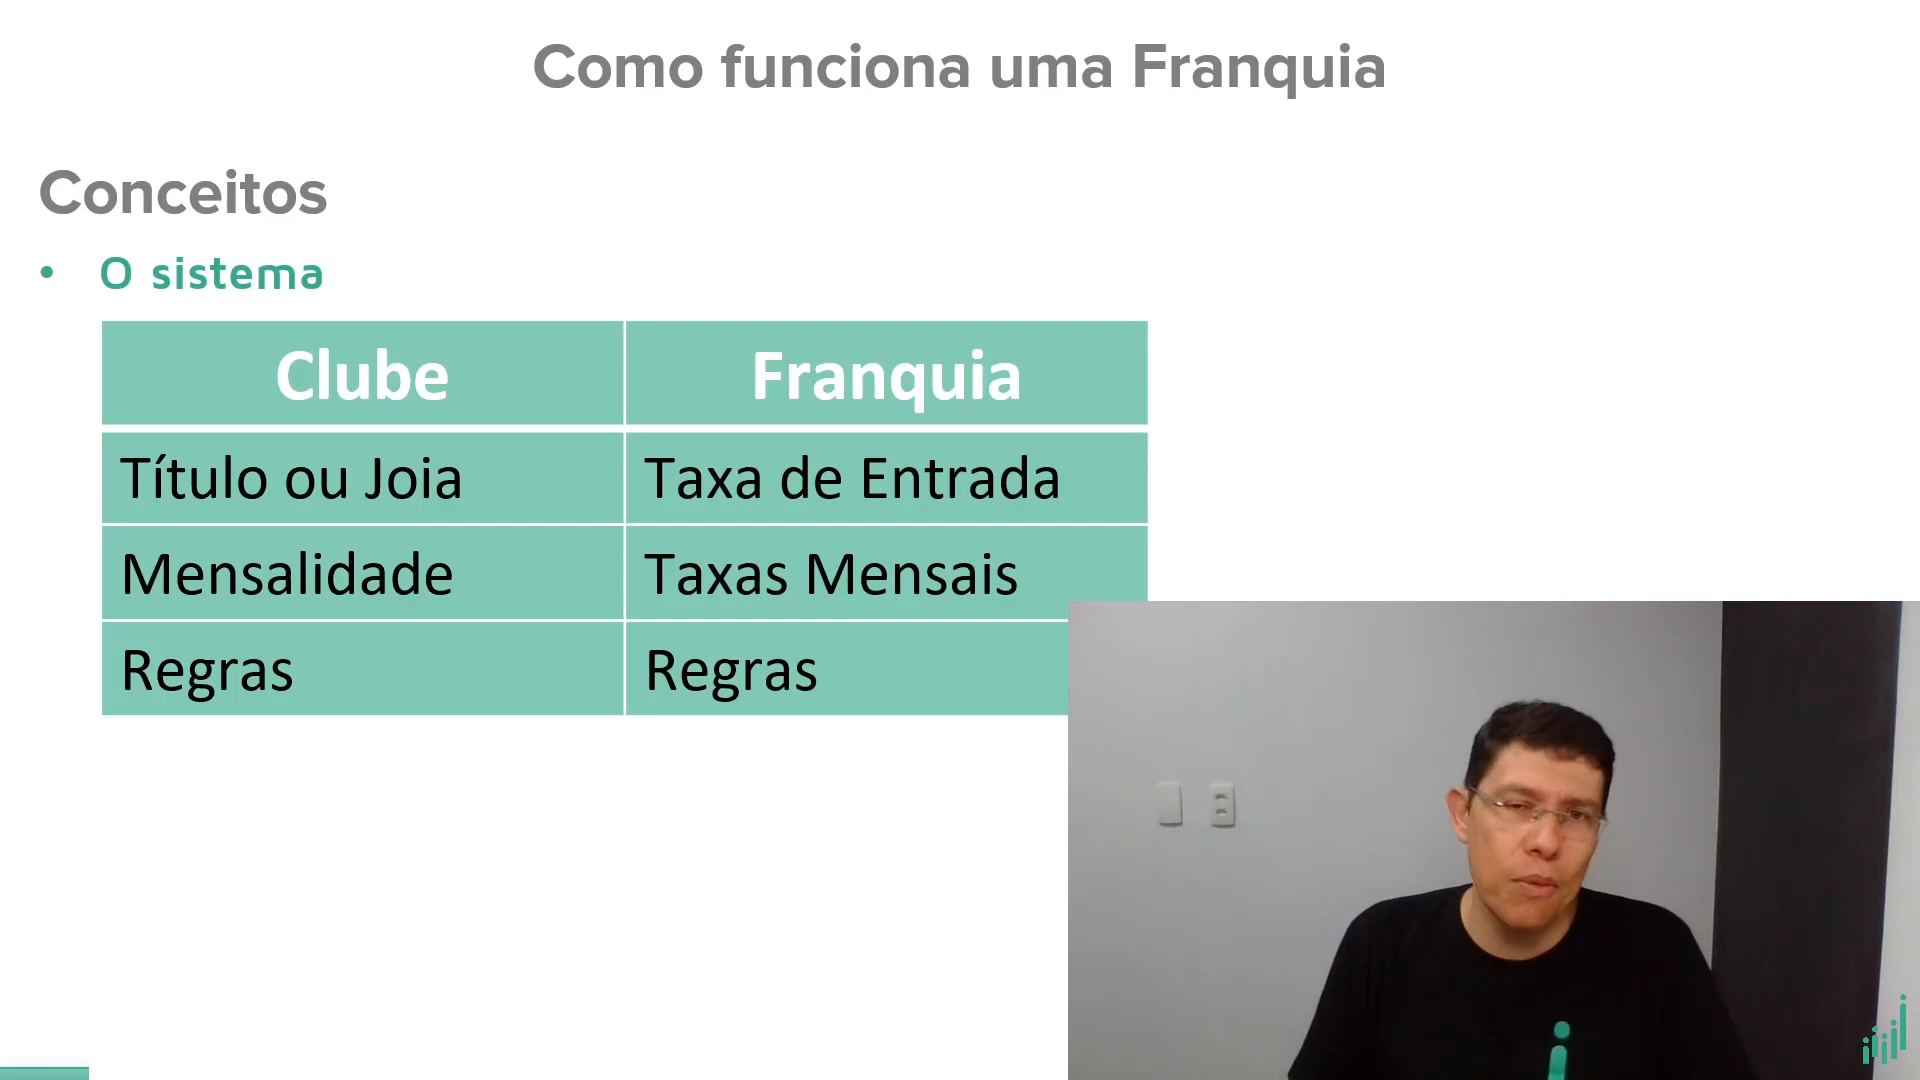 Como funciona uma Franquia
Conceitos
• O sistema
Clube Franquia
Título ou Joia Taxa de Entrada
Mensalidade Taxas Mensais
Regras Regras